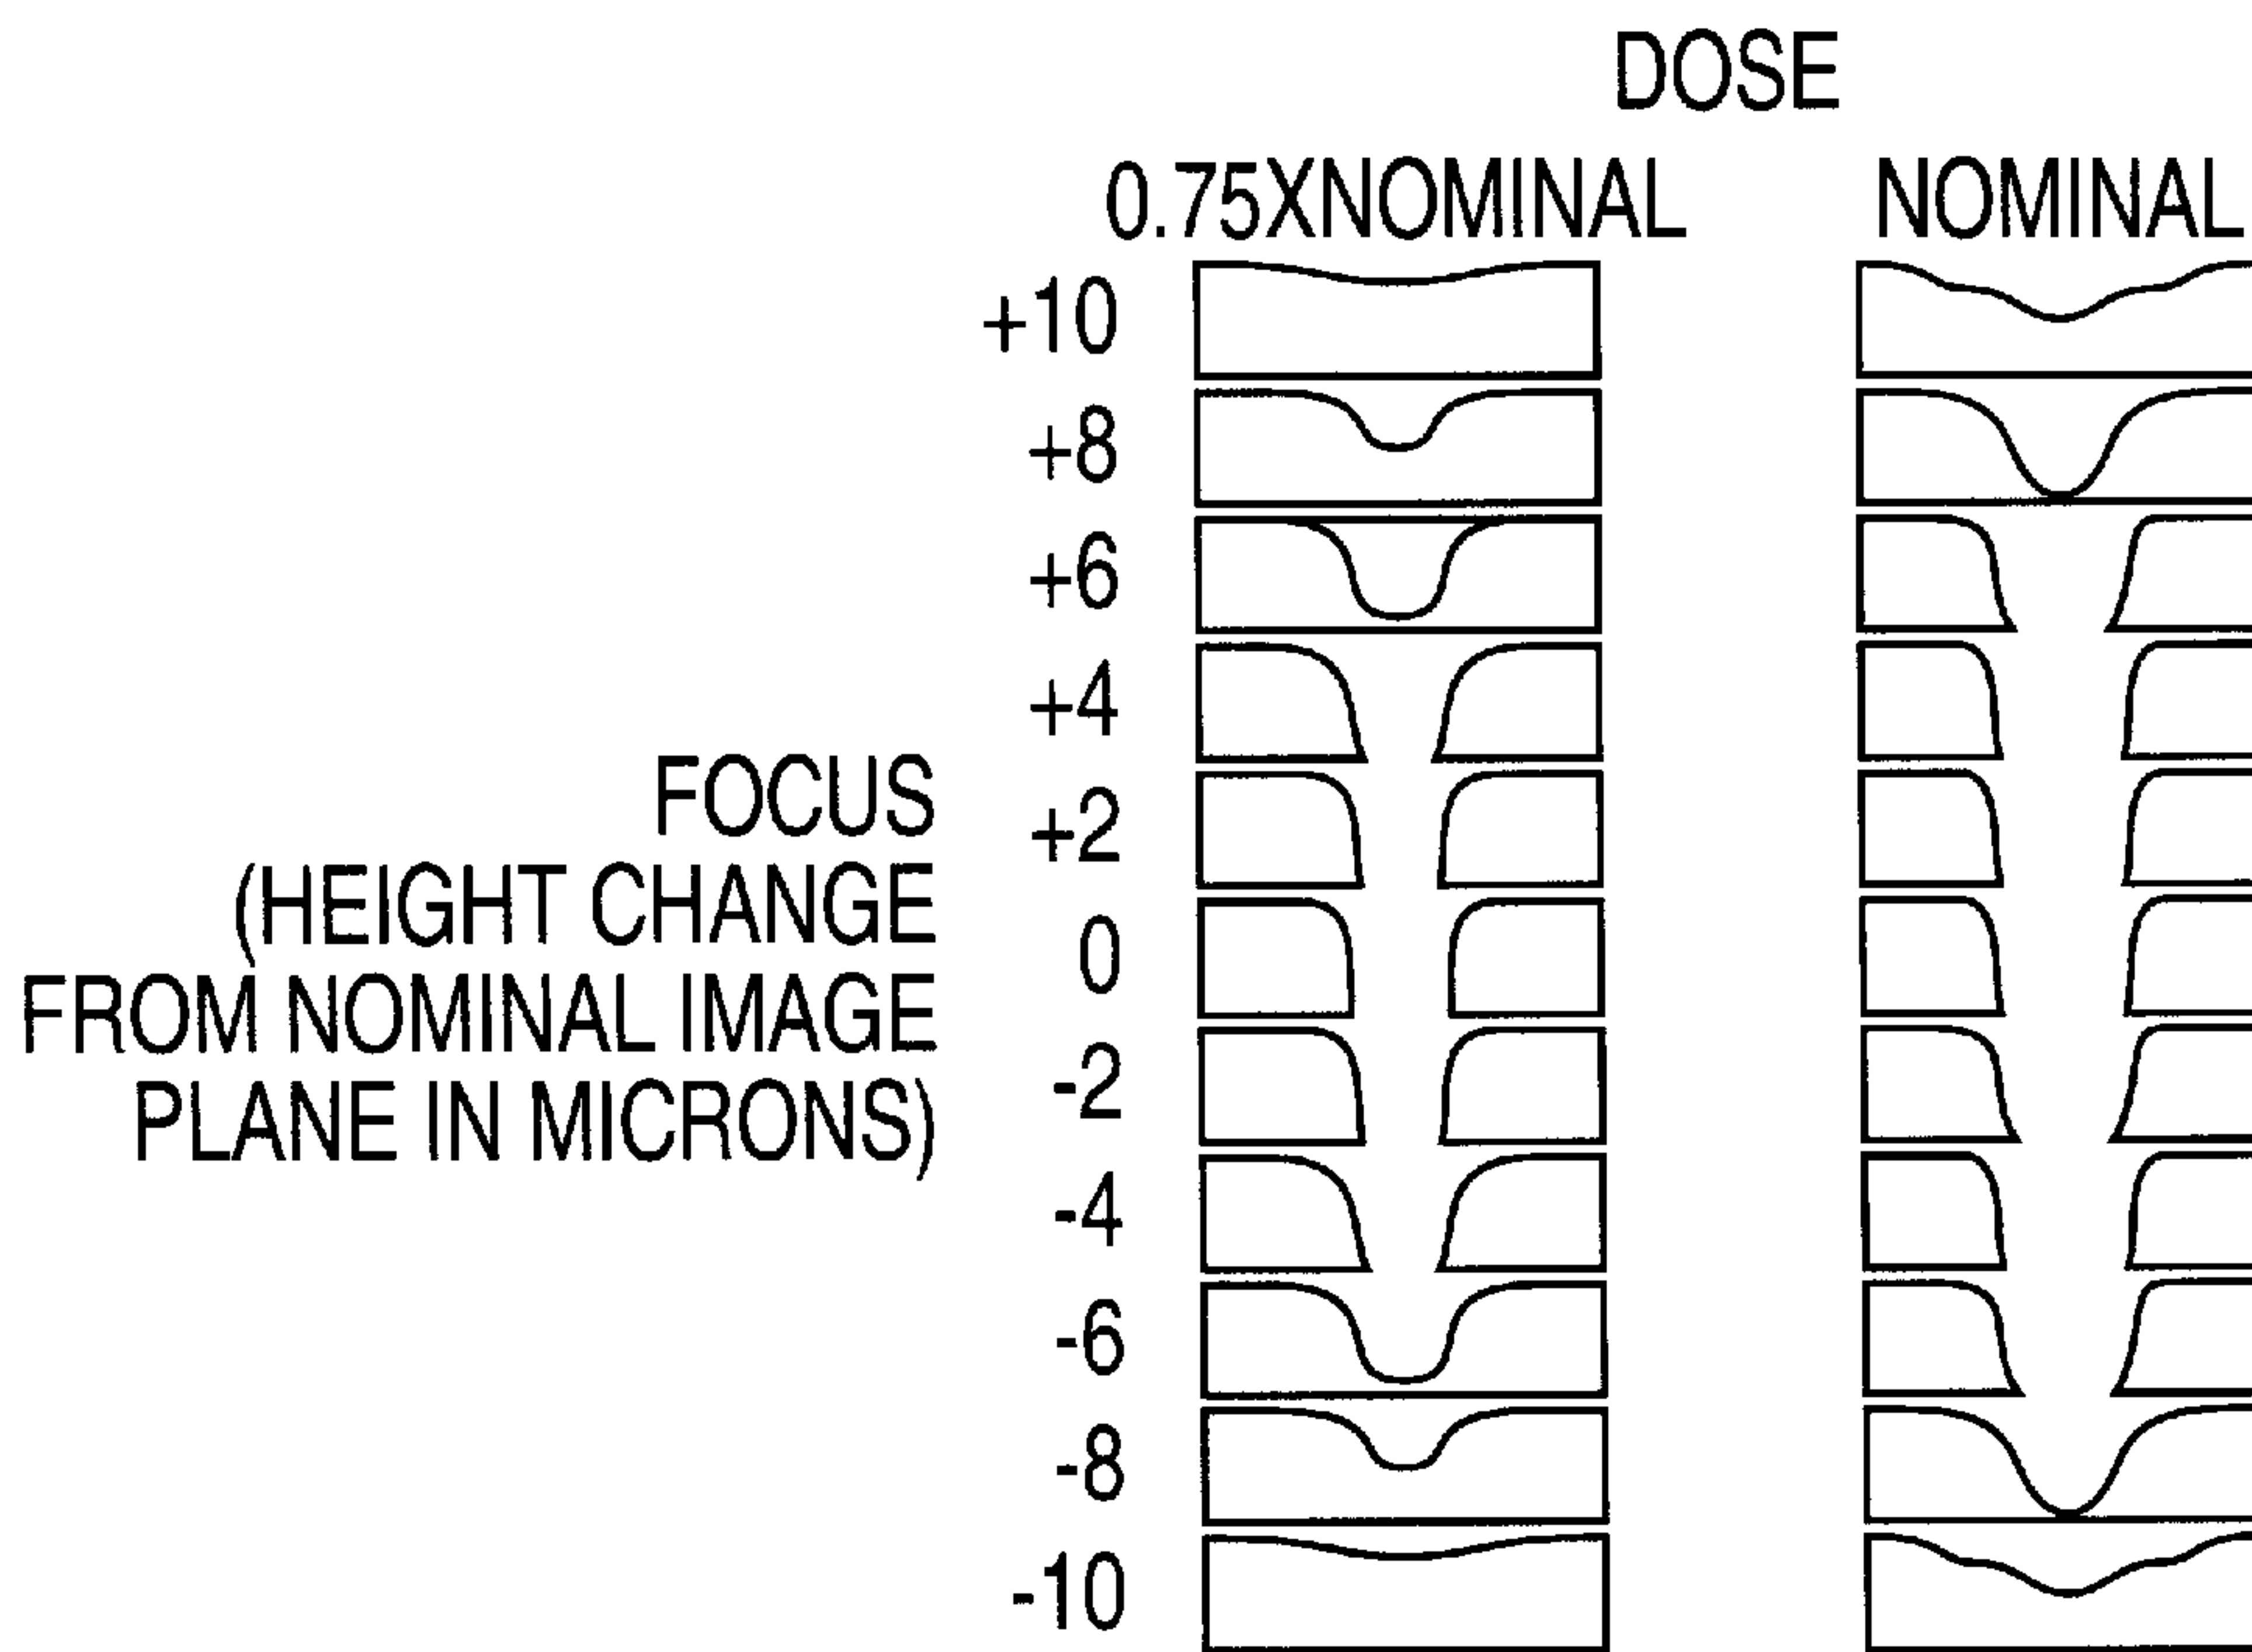 DOSE
0.75XNOMINAL NOMINAL
+10
+8
+6
+4
+2
0
-2
-4
-6
-8
-10
FOCUS
(HEIGHT CHANGE
FROM NOMINAL IMAGE
PLANE IN MICRONS)